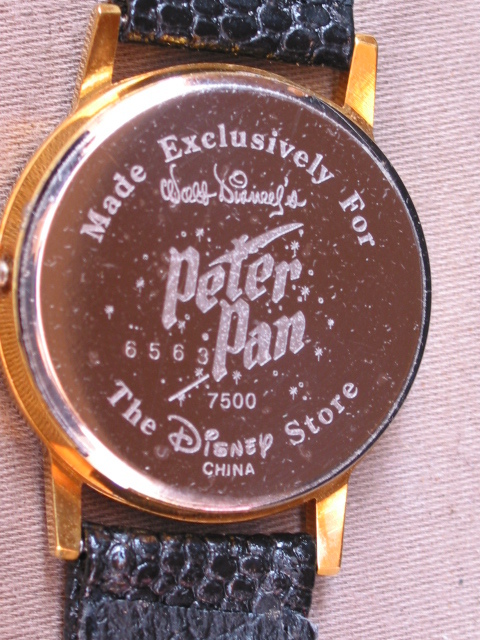 Made Exclusively For
Walt Disney's
Peter
Pan
6563/7500
The Disney Store
CHINA